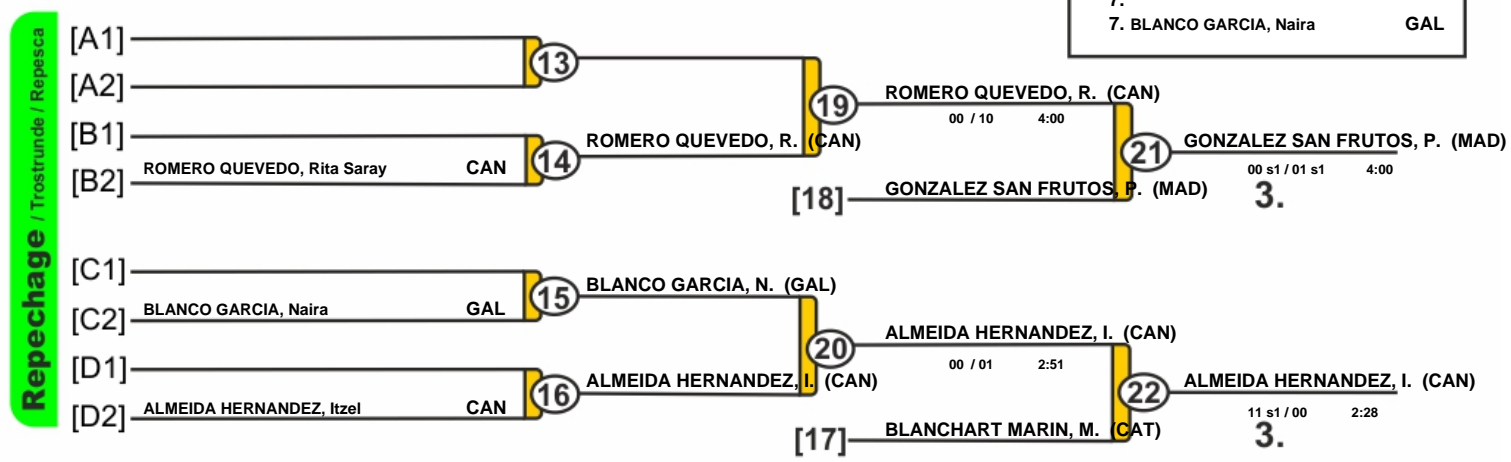 7.
7. BLANCO GARCIA, Naira GAL
Repechage / Trostrunde / Repesca
[A1]
13
[A2]
19
ROMERO QUEVEDO, R. (CAN)
00 / 10 4:00
[B1]
ROMERO QUEVEDO, R. (CAN)
14
ROMERO QUEVEDO, Rita Saray CAN
[B2]
21
GONZALEZ SAN FRUTOS, P. (MAD)
00 s1 / 01 s1 4:00
3.
[18]
GONZALEZ SAN FRUTOS, P. (MAD)
[C1]
15
BLANCO GARCIA, N. (GAL)
BLANCO GARCIA, Naira GAL
[C2]
20
ALMEIDA HERNANDEZ, I. (CAN)
00 / 01 2:51
[D1]
16
ALMEIDA HERNANDEZ, I. (CAN)
ALMEIDA HERNANDEZ, Itzel CAN
[D2]
22
ALMEIDA HERNANDEZ, I. (CAN)
11 s1 / 00 2:28
3.
[17]
BLANCHART MARIN, M. (CAT)